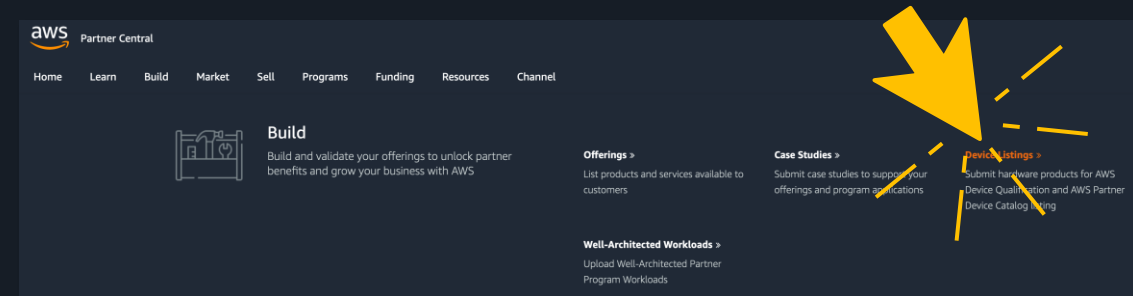 aws Partner Central
Home Learn Build Market Sell Programs Funding Resources Channel
Build
Build and validate your offerings to unlock partner
benefits and grow your business with AWS
Offerings »
List products and services available to
customers
Case Studies »
Submit case studies to support your
offerings and program applications
Device Listings »
Submit hardware products for AWS
Device Qualification and AWS Partner
Device Catalog listing
Well-Architected Workloads »
Upload Well-Architected Partner
Program Workloads